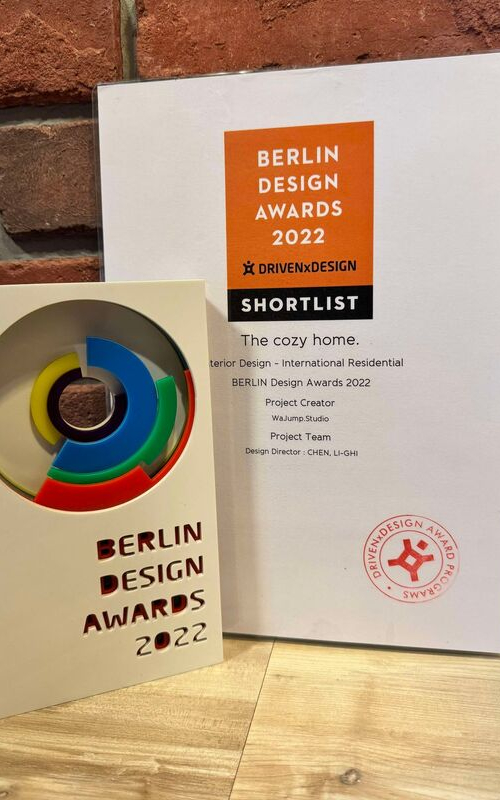 BERLIN
DESIGN
AWARDS
2022
DRIVENxDESIGN
SHORTLIST
The cozy home.
terior Design - International Residential
BERLIN Design Awards 2022
Project Creator
WaJump.Studio
Project Team
Design Director : CHEN, LI-GHI
DRIVENxDESIGN AWARD PROGRAMS
BERLIN
DESIGN
AWARDS
2022